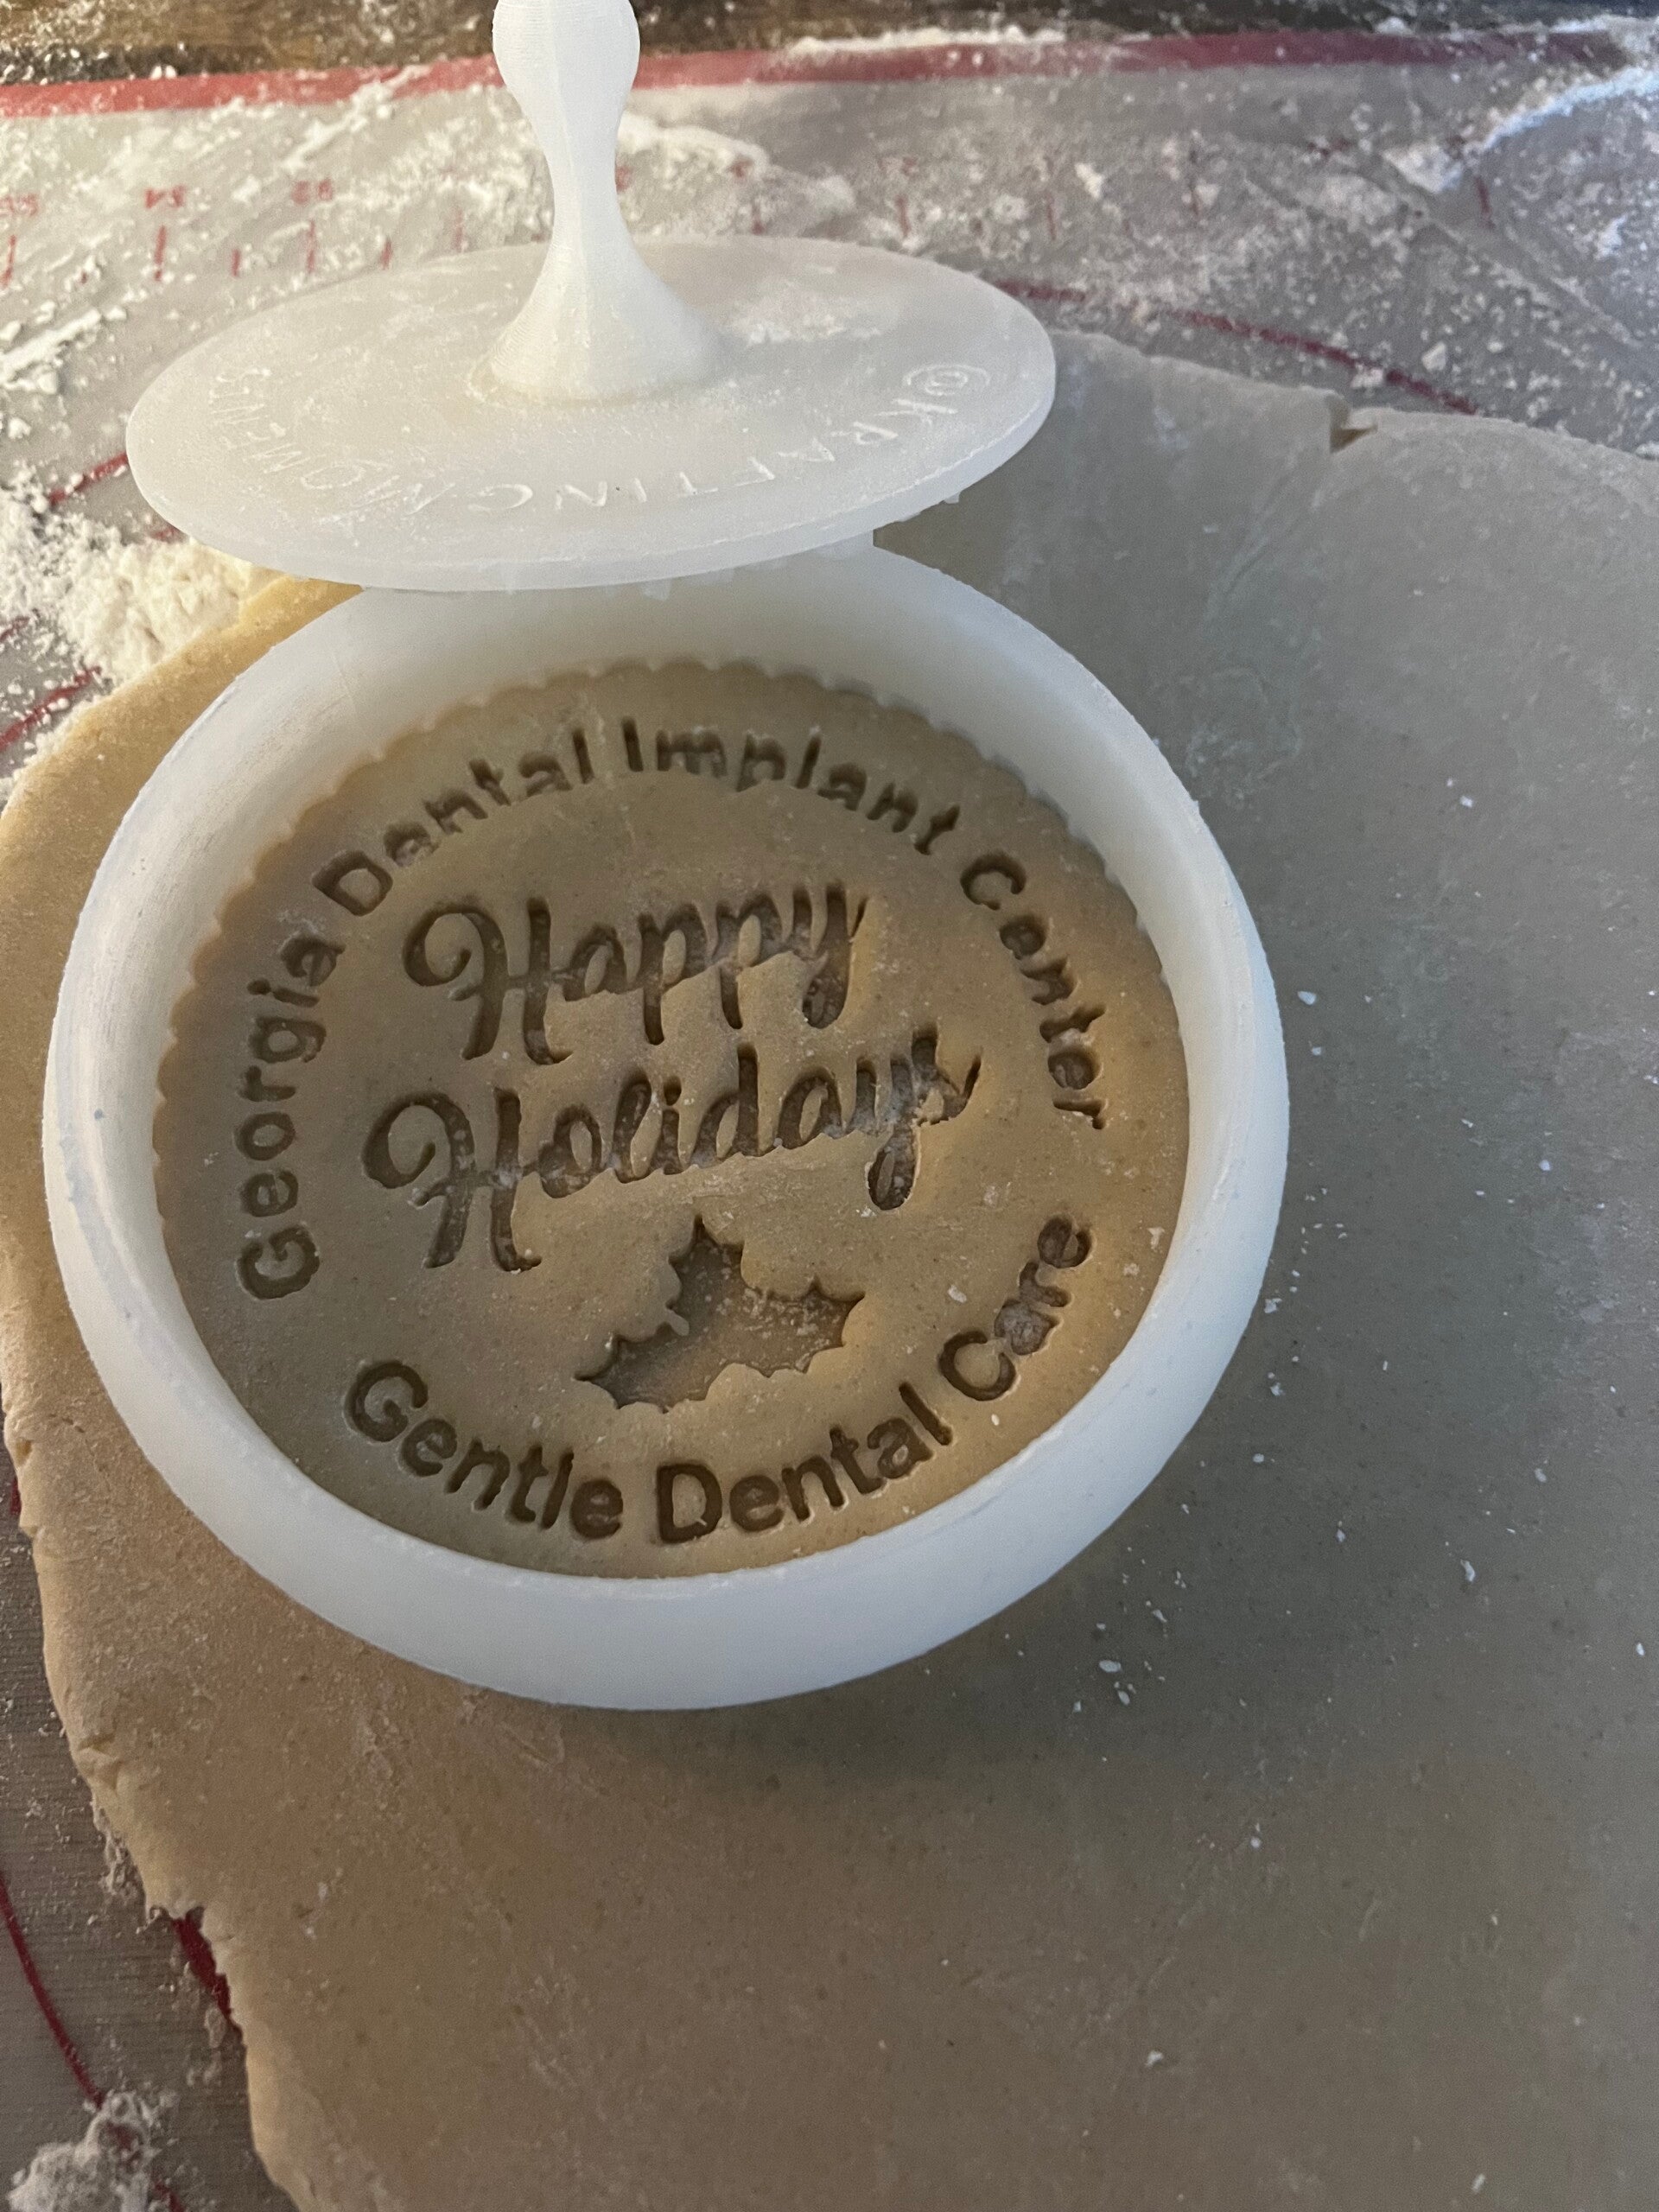 @KRAFTINGMOMENTS
Georgia Dental Implant Center
Happy
Holidays
Gentle Dental Care